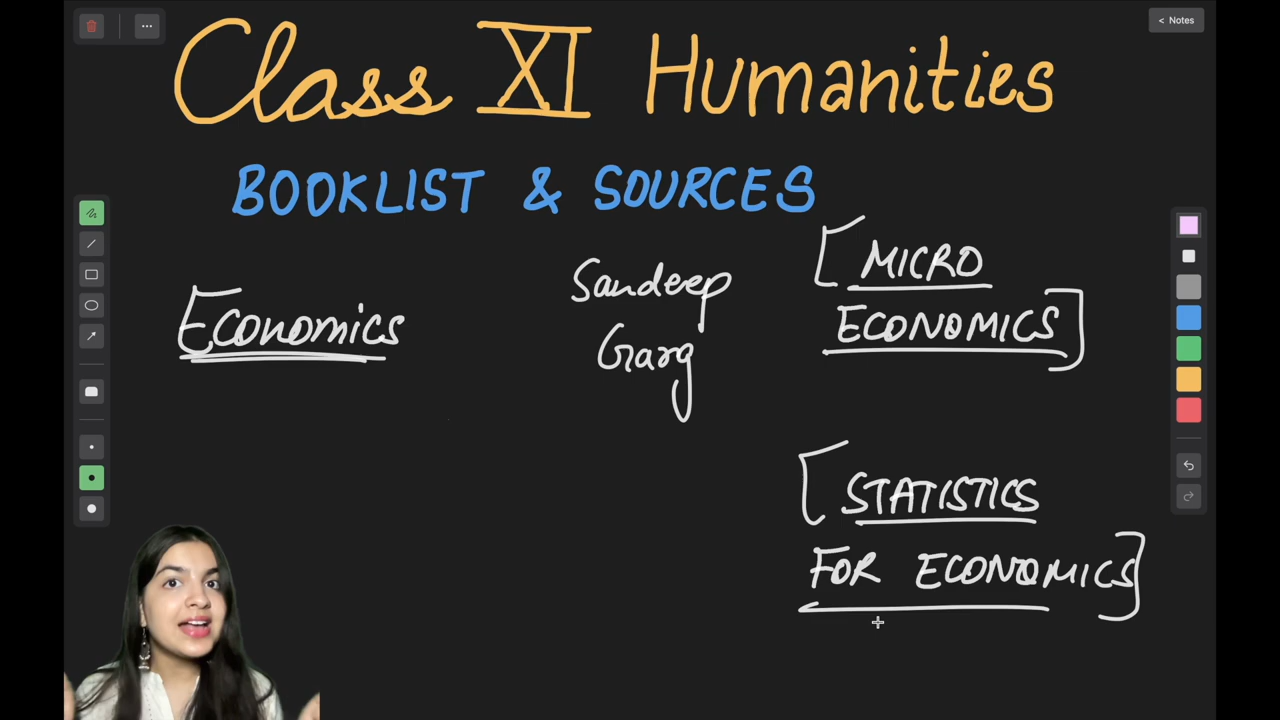 < Notes
Class XI Humanities
BOOKLIST & SOURCES
Economics
Sandeep
Garg
[MICRO
ECONOMICS]
[STATISTICS
FOR ECONOMICS]